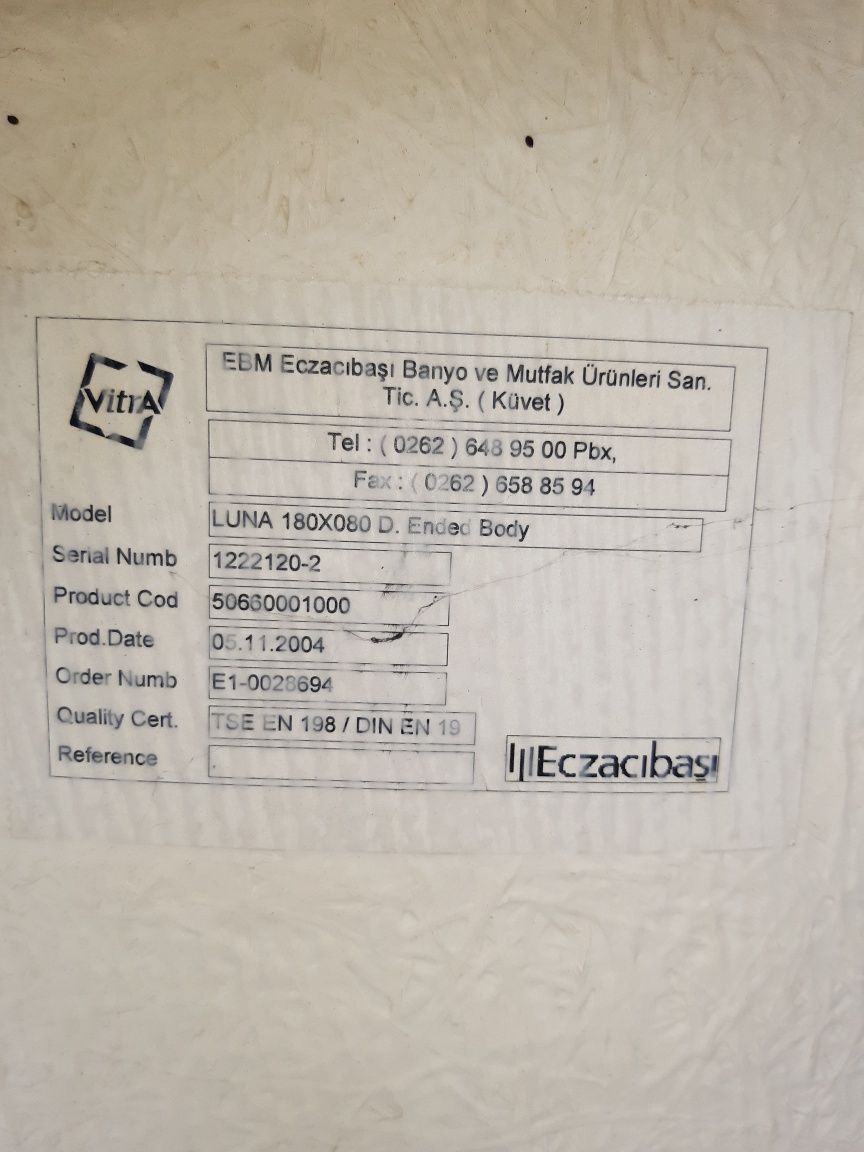 VitrA
EBM Eczacıbaşı Banyo ve Mutfak Ürünleri San.
Tic. A.Ş. ( Küvet )
Tel : ( 0262 ) 648 95 00 Pbx,
Fax : ( 0262 ) 658 85 94
Model LUNA 180X080 D. Ended Body
Serial Numb 1222120-2
Product Cod 50660001000
Prod.Date 05.11.2004
Order Numb E1-0028694
Quality Cert. TSE EN 198 / DIN EN 19
Reference
Eczacıbaşı